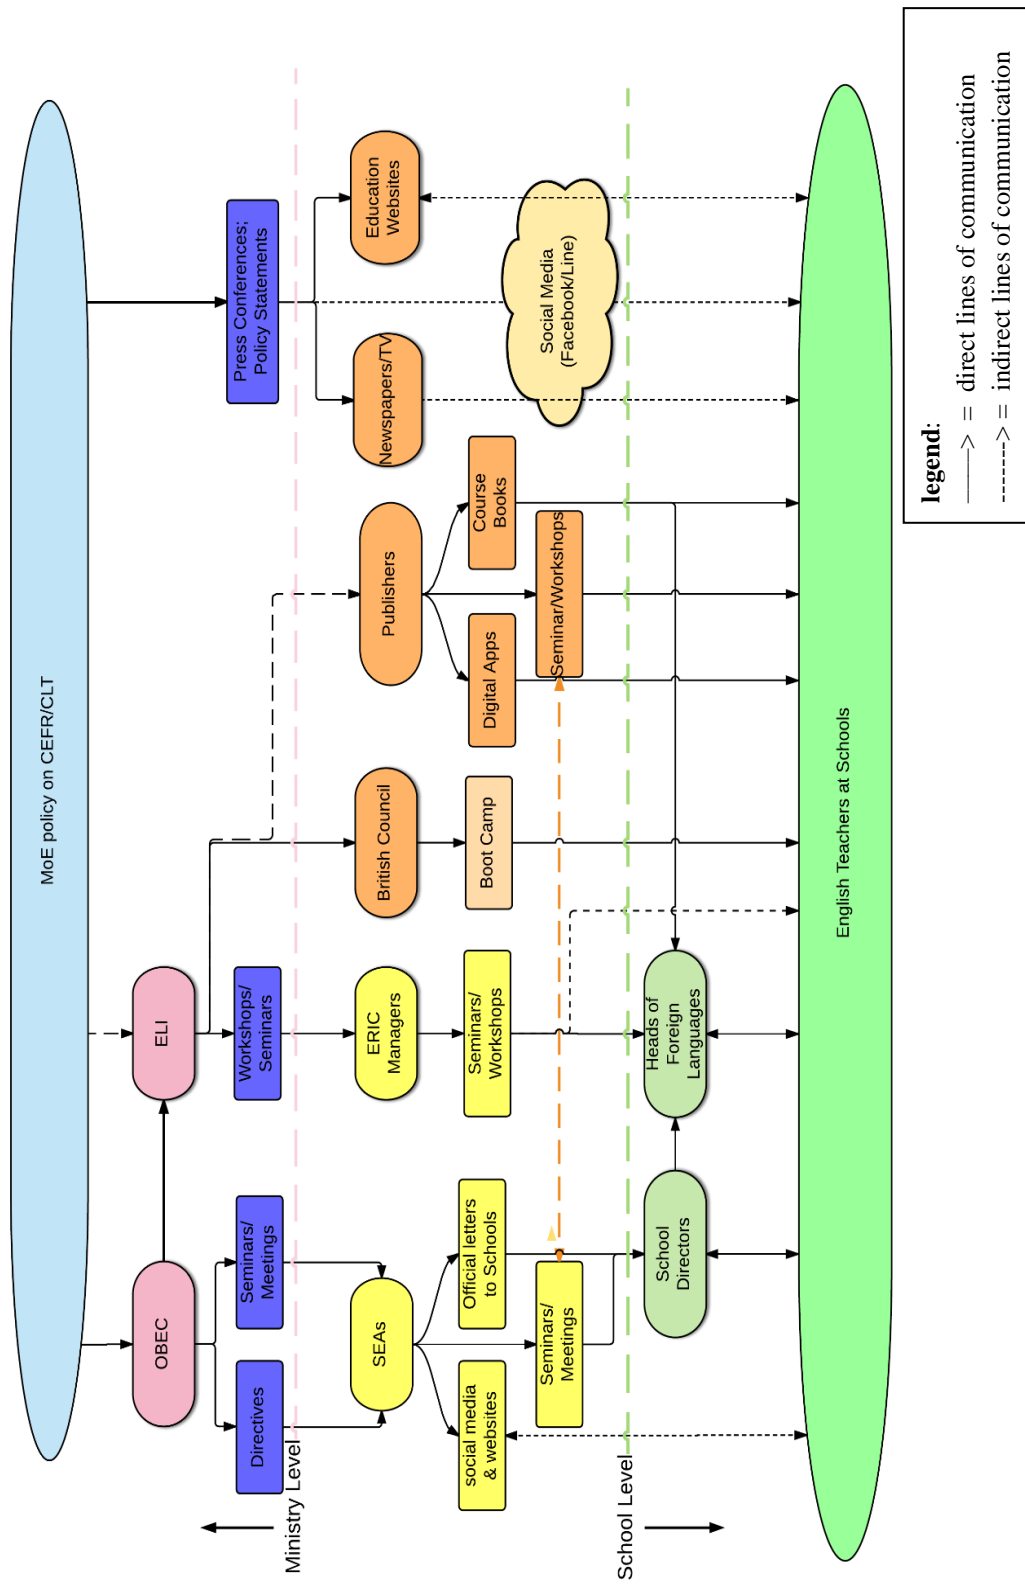 MoE policy on CEFR/CLT
OBEC
ELI
Directives
Seminars/
Meetings
Workshops/
Seminars
Press Conferences;
Policy Statements
Ministry Level
SEAs
ERIC
Managers
British Council
Publishers
Newspapers/TV
Education
Websites
social media
& websites
Official letters
to Schools
Seminars/
Workshops
Boot Camp
Digital Apps
Course
Books
Seminars/
Meetings
Seminar/Workshops
Social Media
(Facebook/Line)
School Level
School
Directors
Heads of
Foreign
Languages
English Teachers at Schools
legend:
——> = direct lines of communication
------> = indirect lines of communication